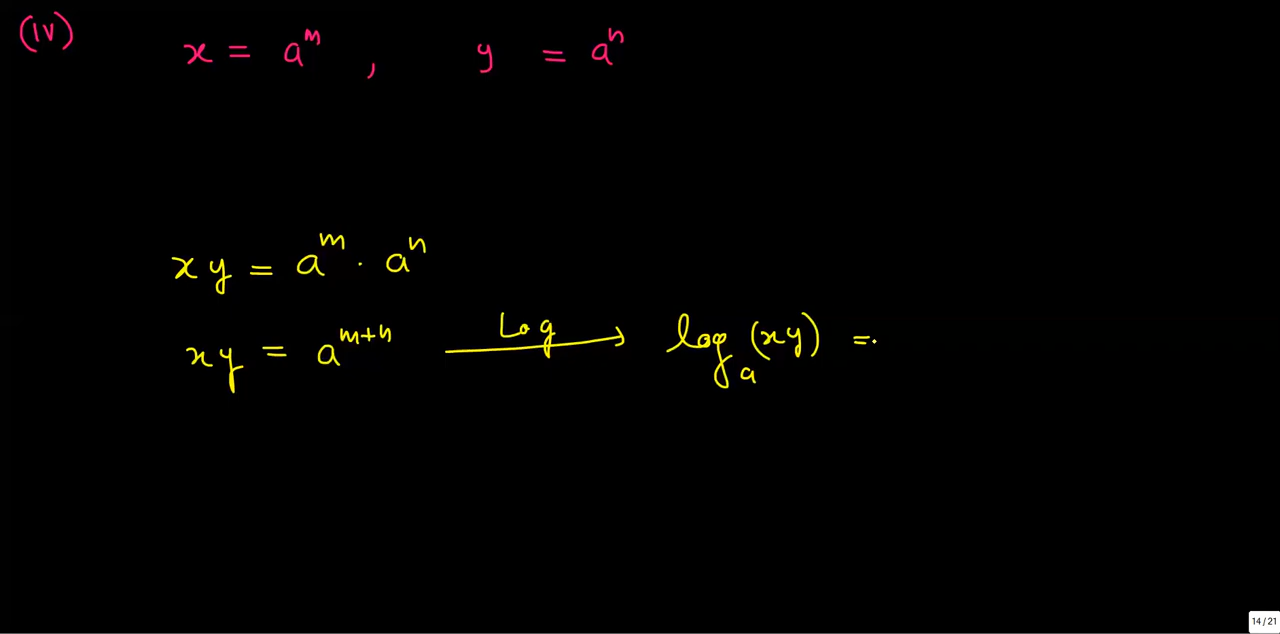 (iv) x = a^m , y = a^n
xy = a^m · a^n
xy = a^{m+n} Log → log_a (xy) =
14 / 21